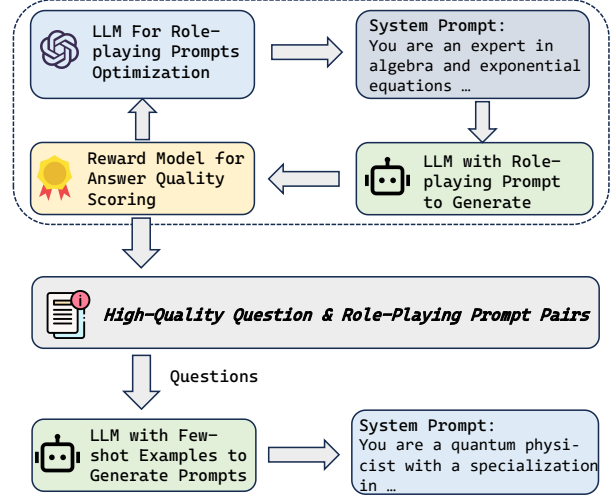 LLM For Role-
playing Prompts
Optimization
System Prompt:
You are an expert in
algebra and exponential
equations …
Reward Model for
Answer Quality
Scoring
LLM with Role-
playing Prompt
to Generate
i
High-Quality Question & Role-Playing Prompt Pairs
Questions
LLM with Few-
shot Examples to
Generate Prompts
System Prompt:
You are a quantum physi-
cist with a specialization
in …